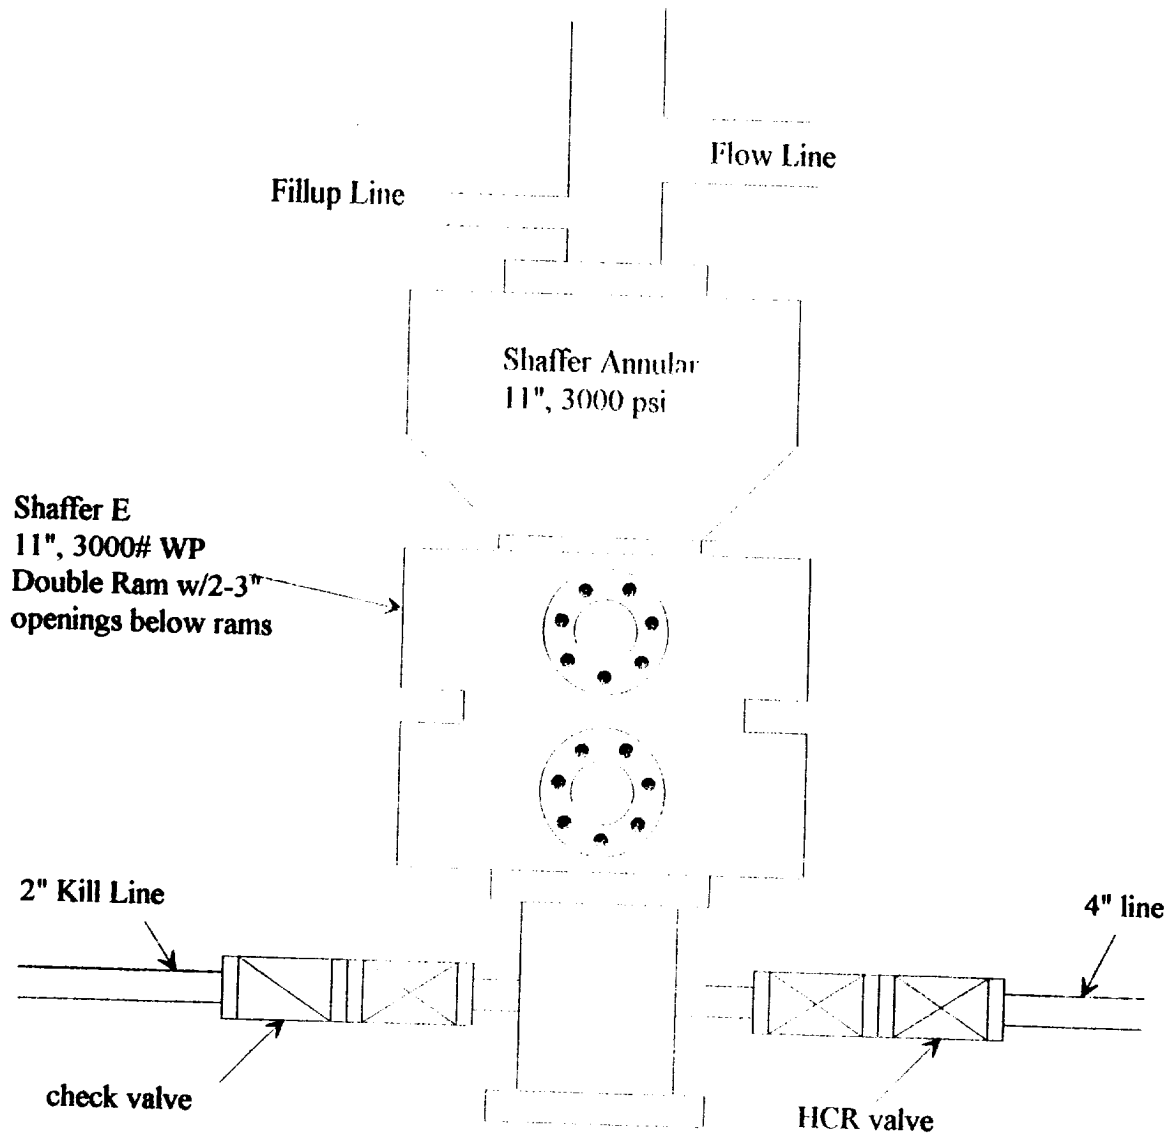 Flow Line
Fillup Line
Shaffer Annular
11", 3000 psi
Shaffer E
11", 3000# WP
Double Ram w/2-3"
openings below rams
2" Kill Line
4" line
check valve
HCR valve